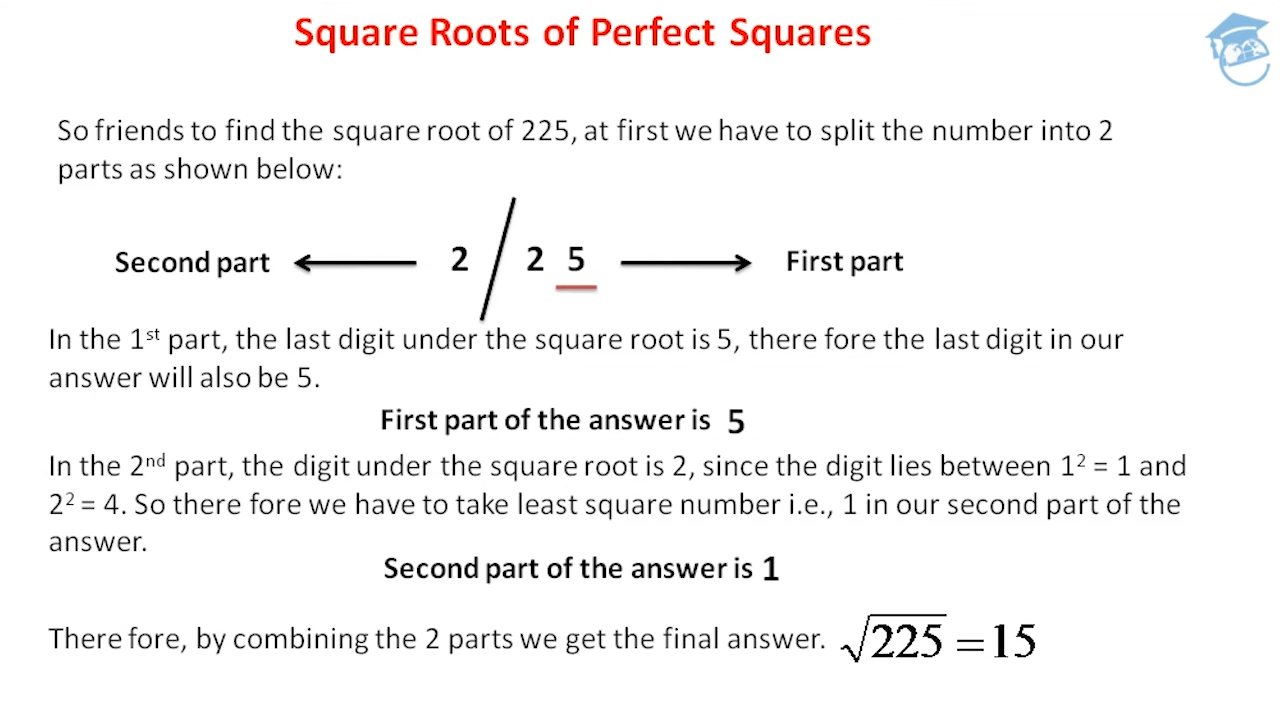 Square Roots of Perfect Squares
So friends to find the square root of 225, at first we have to split the number into 2
parts as shown below:
Second part 2 / 2 5 First part
In the 1st part, the last digit under the square root is 5, there fore the last digit in our
answer will also be 5.
First part of the answer is 5
In the 2nd part, the digit under the square root is 2, since the digit lies between 1² = 1 and
2² = 4. So there fore we have to take least square number i.e., 1 in our second part of the
answer.
Second part of the answer is 1
There fore, by combining the 2 parts we get the final answer. √225 = 15